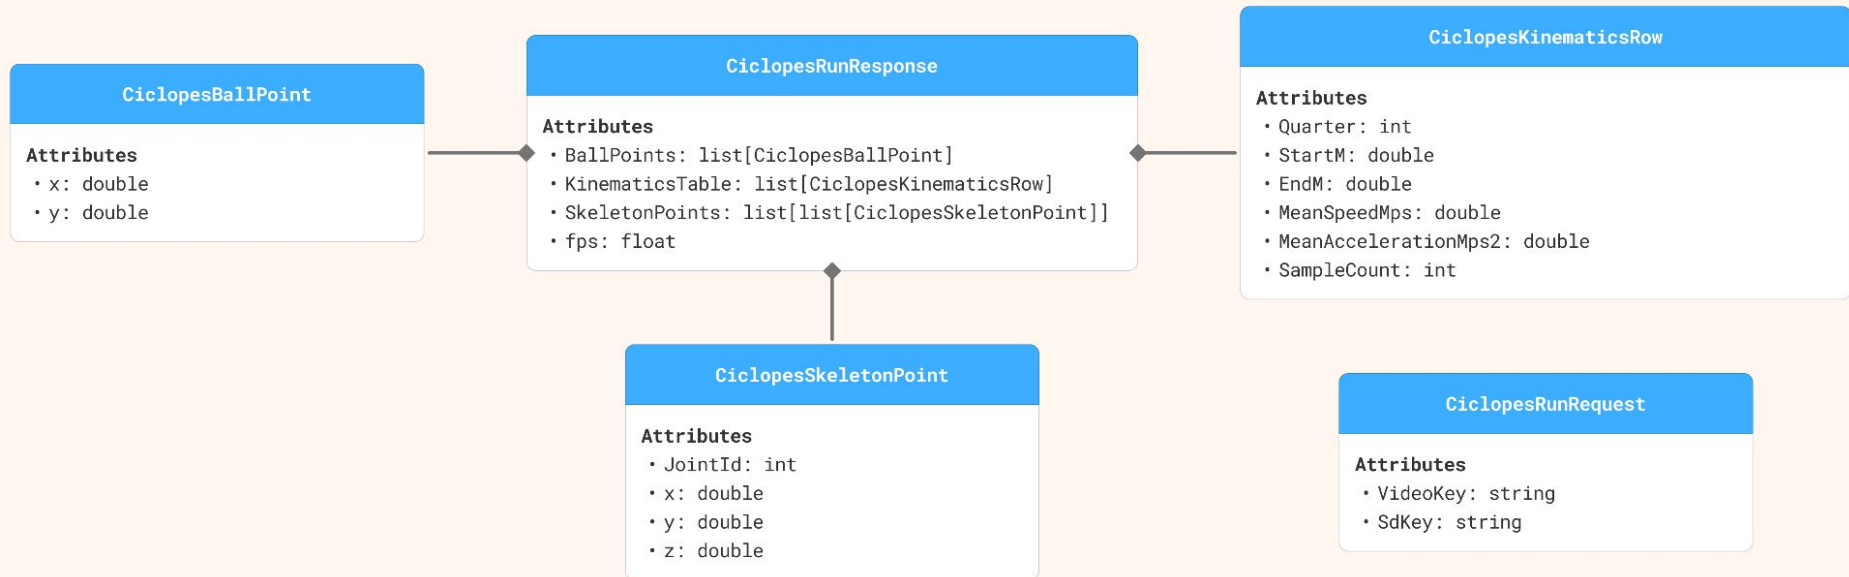 CiclopesBallPoint
Attributes
• x: double
• y: double
CiclopesRunResponse
Attributes
• BallPoints: list[CiclopesBallPoint]
• KinematicsTable: list[CiclopesKinematicsRow]
• SkeletonPoints: list[list[CiclopesSkeletonPoint]]
• fps: float
CiclopesKinematicsRow
Attributes
• Quarter: int
• StartM: double
• EndM: double
• MeanSpeedMps: double
• MeanAccelerationMps2: double
• SampleCount: int
CiclopesSkeletonPoint
Attributes
• JointId: int
• x: double
• y: double
• z: double
CiclopesRunRequest
Attributes
• VideoKey: string
• SdKey: string